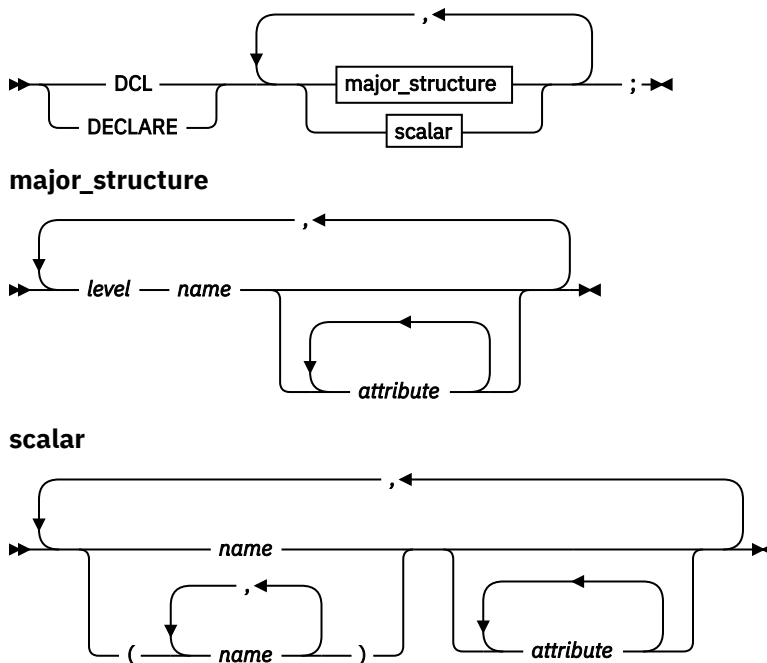 ,
DCL major_structure ;
DECLARE scalar
major_structure
,
level name
attribute
scalar
,
name
,
( name ) attribute